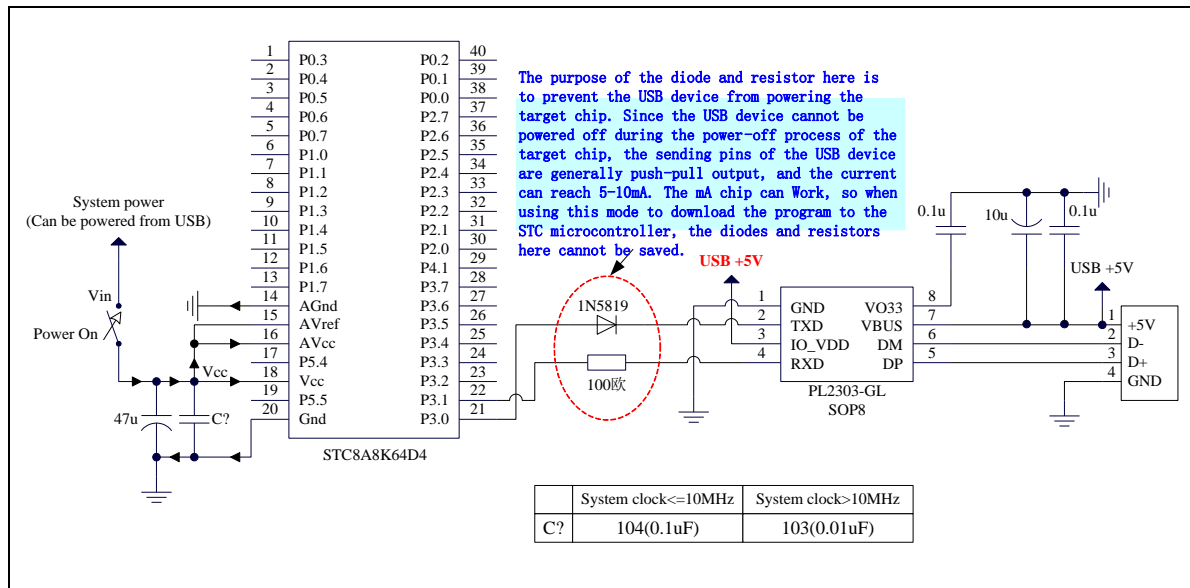 The purpose of the diode and resistor here is
to prevent the USB device from powering the
target chip. Since the USB device cannot be
powered off during the power-off process of the
target chip, the sending pins of the USB device
are generally push-pull output, and the current
can reach 5-10mA. The mA chip can Work, so when
using this mode to download the program to the
STC microcontroller, the diodes and resistors
here cannot be saved.
System power
(Can be powered from USB)
Vin
Power On
Vcc
47u
C?
1 P0.3 P0.2 40
2 P0.4 P0.1 39
3 P0.5 P0.0 38
4 P0.6 P2.7 37
5 P0.7 P2.6 36
6 P1.0 P2.5 35
7 P1.1 P2.4 34
8 P1.2 P2.3 33
9 P1.3 P2.2 32
10 P1.4 P2.1 31
11 P1.5 P2.0 30
12 P1.6 P4.1 29
13 P1.7 P3.7 28
14 AGnd P3.6 27
15 AVref P3.5 26
16 AVcc P3.4 25
17 P5.4 P3.3 24
18 Vcc P3.2 23
19 P5.5 P3.1 22
20 Gnd P3.0 21
STC8A8K64D4
1N5819
100欧
USB +5V
0.1u
10u
0.1u
USB +5V
1 GND VO33 8
2 TXD VBUS 7
3 IO_VDD DM 6
4 RXD DP 5
PL2303-GL
SOP8
1 +5V
2 D-
3 D+
4 GND
System clock<=10MHz System clock>10MHz
C? 104(0.1uF) 103(0.01uF)